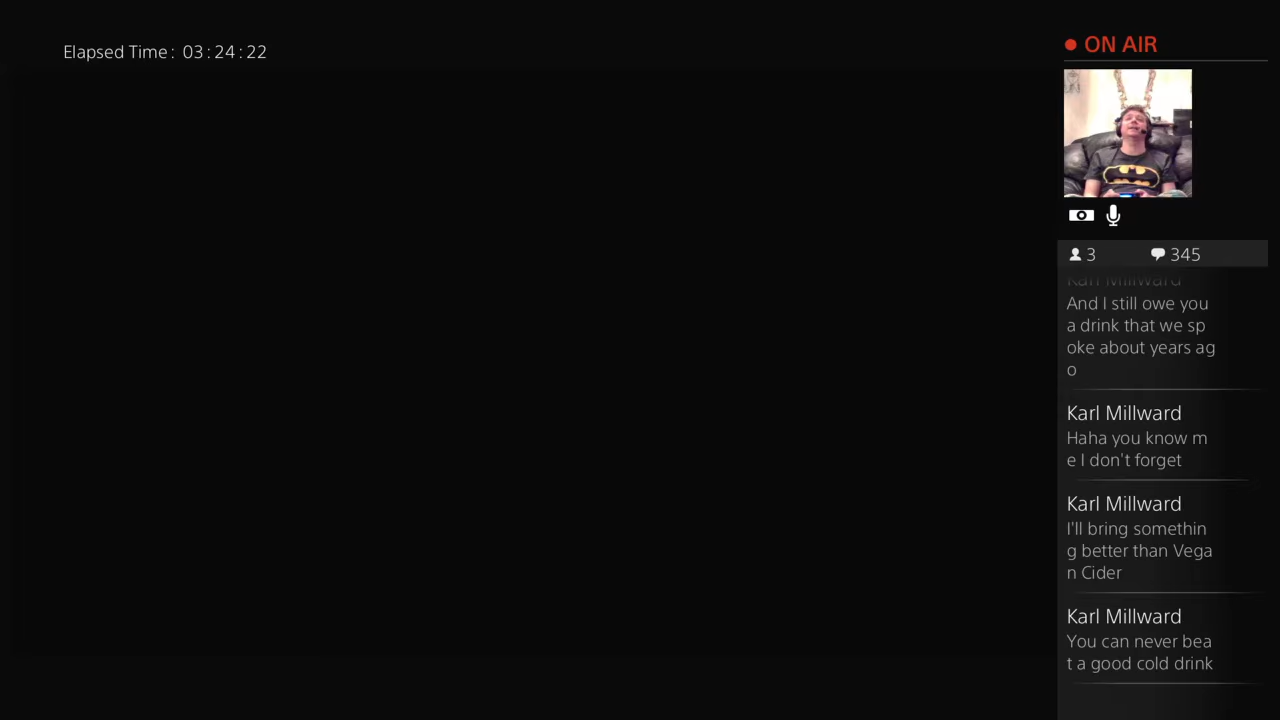 Elapsed Time: 03:24:22
ON AIR
3 345
Karl Millward
And I still owe you
a drink that we sp
oke about years ag
o
Karl Millward
Haha you know m
e I don't forget
Karl Millward
I'll bring somethin
g better than Vega
n Cider
Karl Millward
You can never bea
t a good cold drink